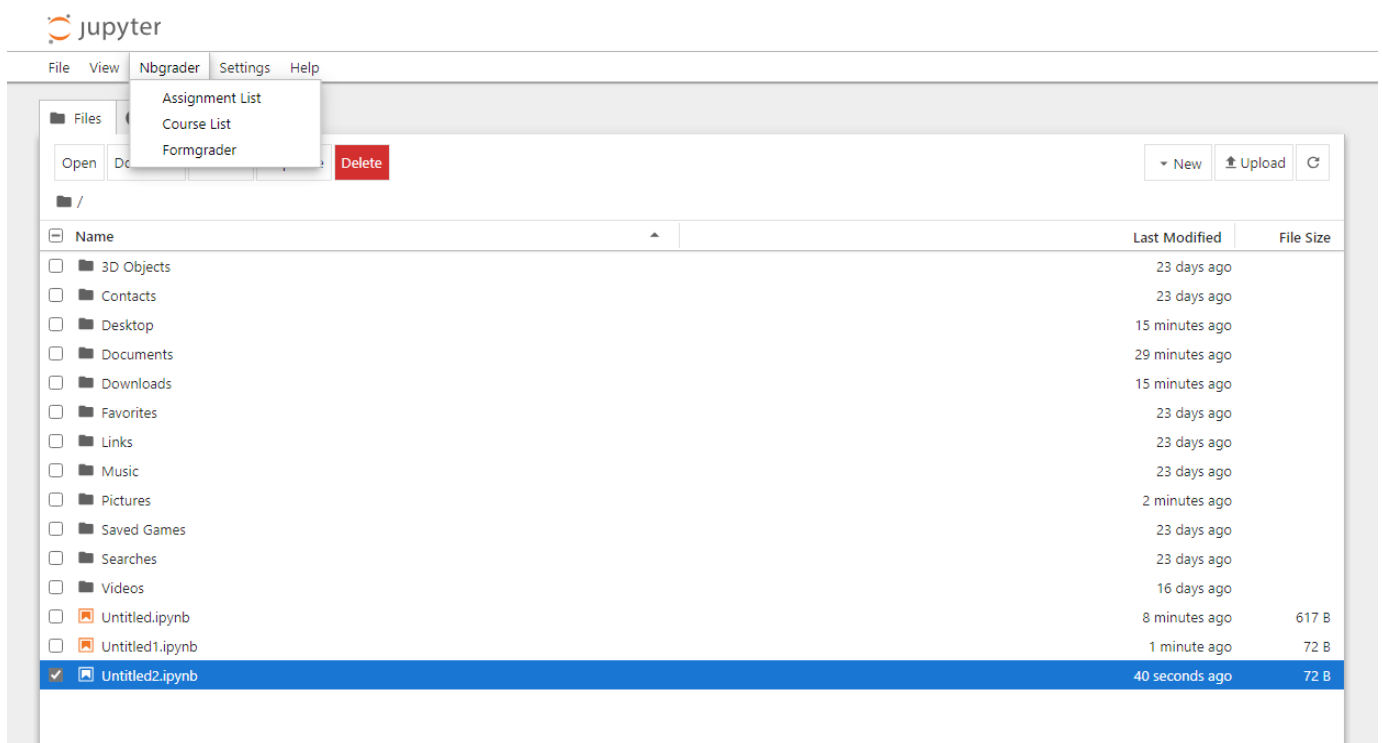 jupyter
File View Nbgrader Settings Help
Assignment List
Course List
Formgrader
Files
Open Delete New Upload
/
Name Last Modified File Size
3D Objects 23 days ago
Contacts 23 days ago
Desktop 15 minutes ago
Documents 29 minutes ago
Downloads 15 minutes ago
Favorites 23 days ago
Links 23 days ago
Music 23 days ago
Pictures 2 minutes ago
Saved Games 23 days ago
Searches 23 days ago
Videos 16 days ago
Untitled.ipynb 8 minutes ago 617 B
Untitled1.ipynb 1 minute ago 72 B
Untitled2.ipynb 40 seconds ago 72 B